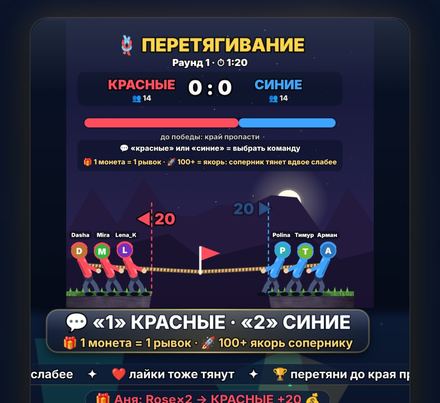 ПЕРЕТЯГИВАНИЕ
Раунд 1 · ⏱ 1:20
КРАСНЫЕ 0 : 0 СИНИЕ
👥 14 👥 14
до победы: край пропасти
💬 «красные» или «синие» = выбрать команду
🎁 1 монета = 1 рывок · 🚀 100+ = якорь: соперник тянет вдвое слабее
◀20 20▶
Dasha Mira Lena_K Polina Тимур Арман
D M L P T A
💬 «1» КРАСНЫЕ · «2» СИНИЕ
🎁 1 монета = 1 рывок · 🚀 100+ якорь сопернику
слабее ✦ ❤️ лайки тоже тянут ✦ 🏆 перетяни до края
🎁 Аня: Rose×2 → КРАСНЫЕ +20 💰